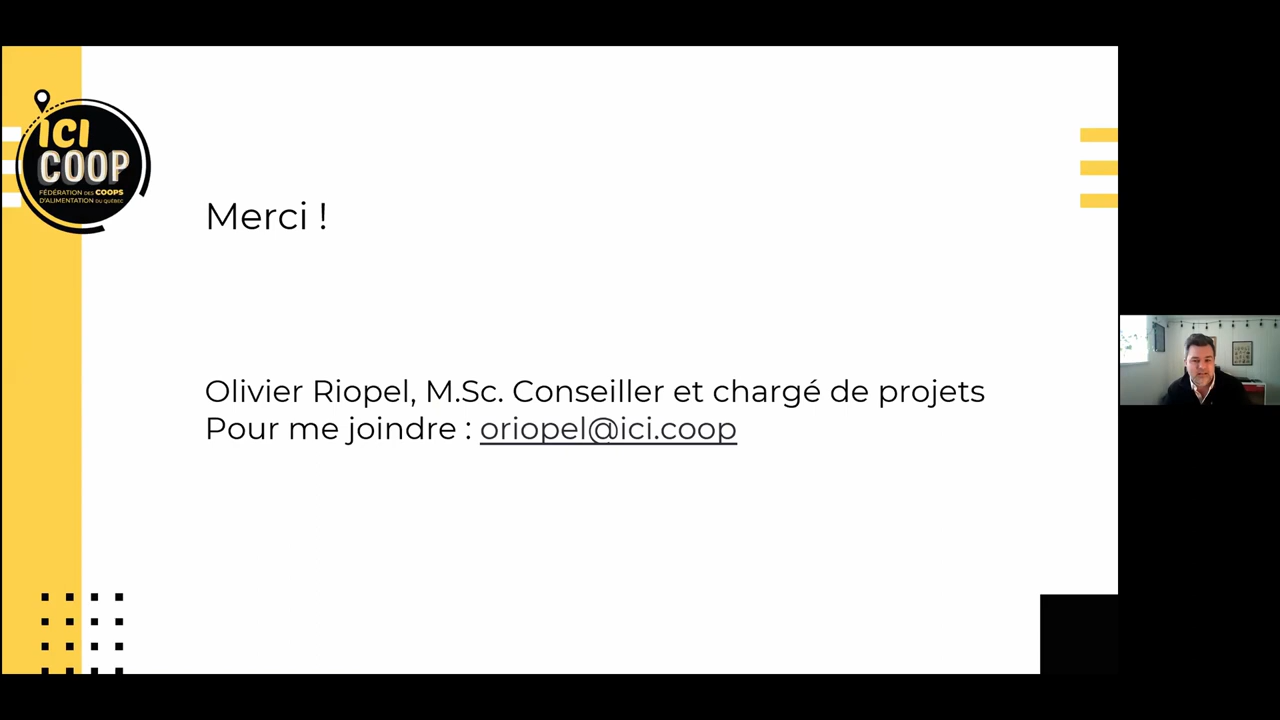 ICI
COOP
FÉDÉRATION DES COOPS
D'ALIMENTATION DU QUÉBEC
Merci !
Olivier Riopel, M.Sc. Conseiller et chargé de projets
Pour me joindre : oriopel@ici.coop